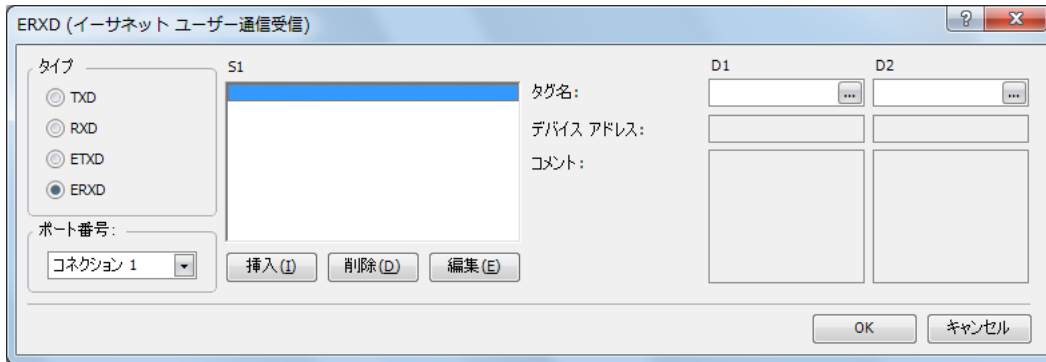 ERXD (イーサネット ユーザー通信受信)
タイプ
TXD
RXD
ETXD
ERXD
ポート番号:
コネクション 1
S1
挿入(I)
削除(D)
編集(E)
D1
D2
タグ名:
...
...
デバイス アドレス:
コメント:
OK
キャンセル